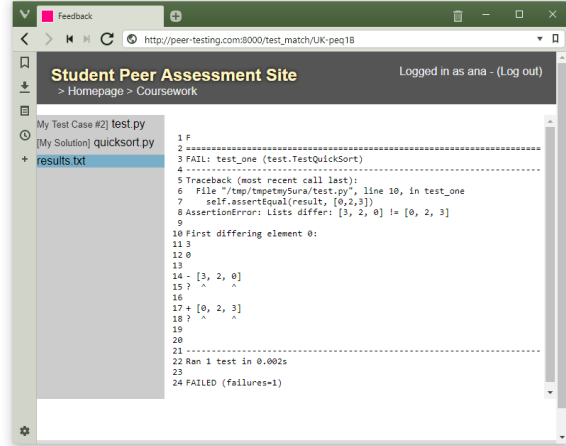 Feedback
http://peer-testing.com:8000/test_match/UK-peq1B
Student Peer Assessment Site
Logged in as ana - (Log out)
> Homepage > Coursework
My Test Case #2] test.py
[My Solution] quicksort.py
results.txt
1 F
2 ======================================================================
3 FAIL: test_one (test.TestQuickSort)
4 ----------------------------------------------------------------------
5 Traceback (most recent call last):
6   File "/tmp/tmpetmy5ura/test.py", line 10, in test_one
7     self.assertEqual(result, [0,2,3])
8 AssertionError: Lists differ: [3, 2, 0] != [0, 2, 3]
9
10 First differing element 0:
11 3
12 0
13
14 - [3, 2, 0]
15 ?  ^     ^
16
17 + [0, 2, 3]
18 ?  ^     ^
19
20
21 ----------------------------------------------------------------------
22 Ran 1 test in 0.002s
23
24 FAILED (failures=1)